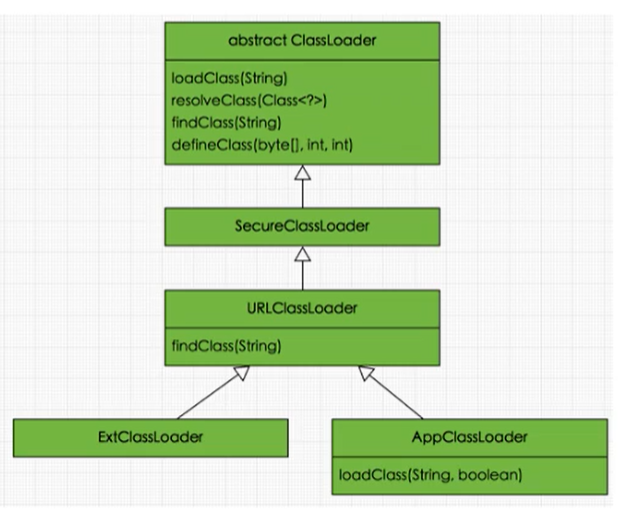 abstract ClassLoader
loadClass(String)
resolveClass(Class<?>)
findClass(String)
defineClass(byte[], int, int)
SecureClassLoader
URLClassLoader
findClass(String)
ExtClassLoader
AppClassLoader
loadClass(String, boolean)